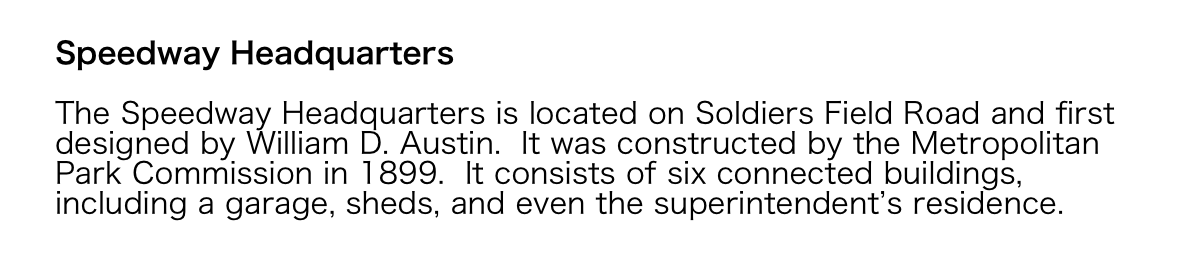 Speedway Headquarters
The Speedway Headquarters is located on Soldiers Field Road and first
designed by William D. Austin.  It was constructed by the Metropolitan
Park Commission in 1899.  It consists of six connected buildings,
including a garage, sheds, and even the superintendent’s residence.